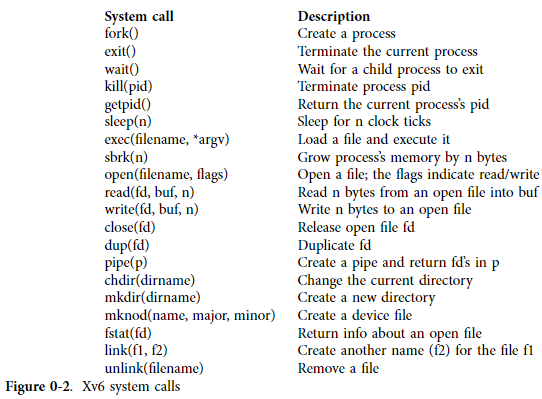 System call Description
fork() Create a process
exit() Terminate the current process
wait() Wait for a child process to exit
kill(pid) Terminate process pid
getpid() Return the current process's pid
sleep(n) Sleep for n clock ticks
exec(filename, *argv) Load a file and execute it
sbrk(n) Grow process's memory by n bytes
open(filename, flags) Open a file; the flags indicate read/write
read(fd, buf, n) Read n bytes from an open file into buf
write(fd, buf, n) Write n bytes to an open file
close(fd) Release open file fd
dup(fd) Duplicate fd
pipe(p) Create a pipe and return fd's in p
chdir(dirname) Change the current directory
mkdir(dirname) Create a new directory
mknod(name, major, minor) Create a device file
fstat(fd) Return info about an open file
link(f1, f2) Create another name (f2) for the file f1
unlink(filename) Remove a file
Figure 0-2. Xv6 system calls